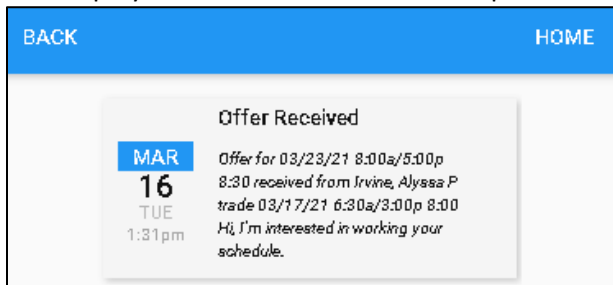 BACK
HOME
Offer Received
MAR
16
TUE
1:31pm
Offer for 03/23/21 8:00a/5:00p
8:30 received from Irvine, Alyssa P
trade 03/17/21 6:30a/3:00p 8:00
Hi, I'm interested in working your
schedule.